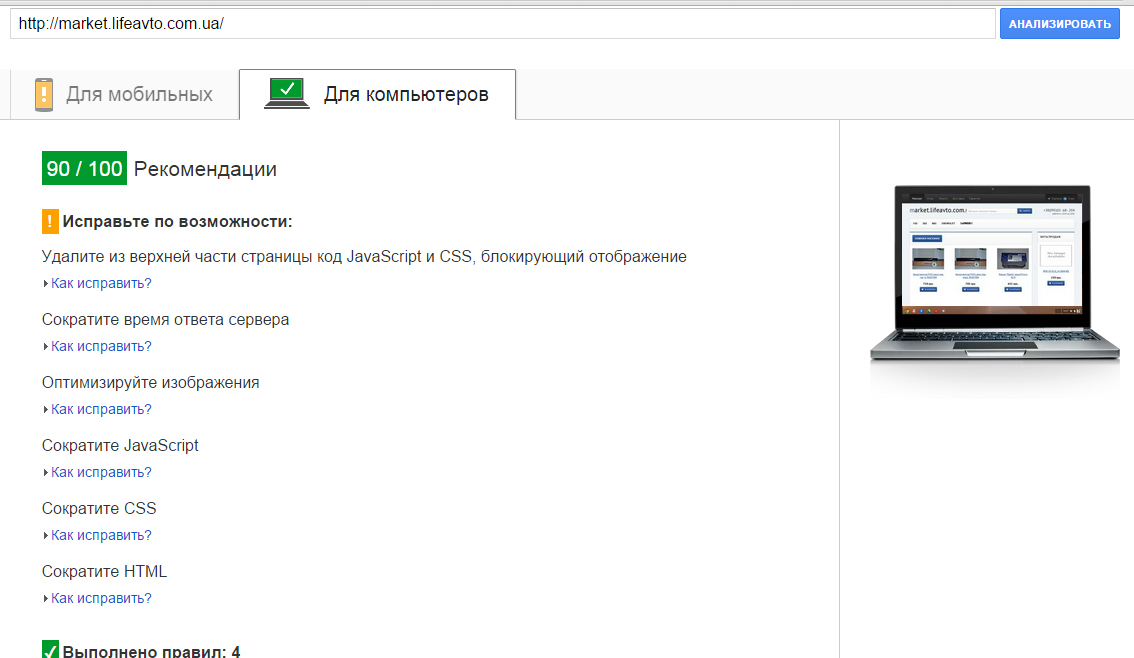 http://market.lifeavto.com.ua/
АНАЛИЗИРОВАТЬ
Для мобильных
Для компьютеров
90 / 100 Рекомендации
! Исправьте по возможности:
Удалите из верхней части страницы код JavaScript и CSS, блокирующий отображение
Как исправить?
Сократите время ответа сервера
Как исправить?
Оптимизируйте изображения
Как исправить?
Сократите JavaScript
Как исправить?
Сократите CSS
Как исправить?
Сократите HTML
Как исправить?
Выполнено правил: 4
market.lifeavto.com.